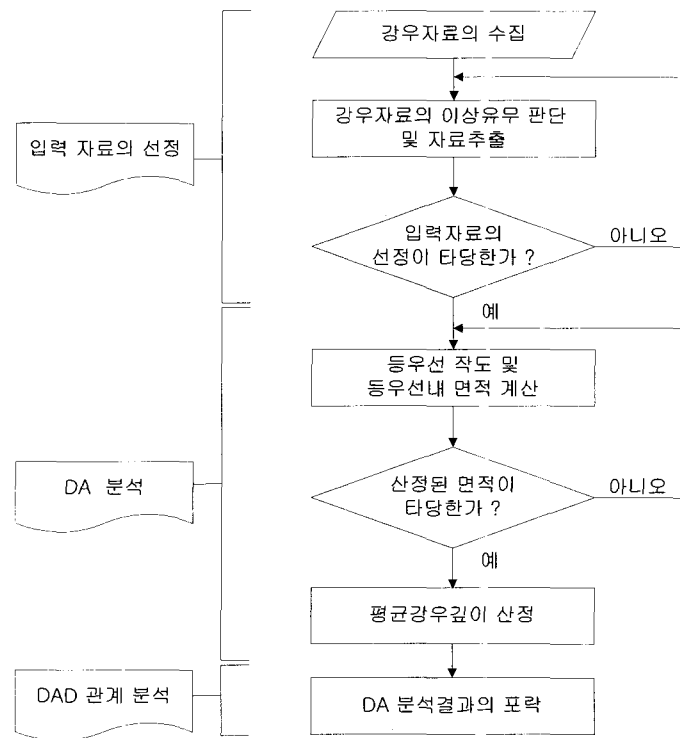 강우자료의 수집
강우자료의 이상유무 판단
및 자료추출
입력 자료의 선정
입력자료의
선정이 타당한가 ?
아니오
예
등우선 작도 및
등우선내 면적 계산
DA 분석
산정된 면적이
타당한가 ?
아니오
예
평균강우깊이 산정
DAD 관계 분석
DA 분석결과의 포락